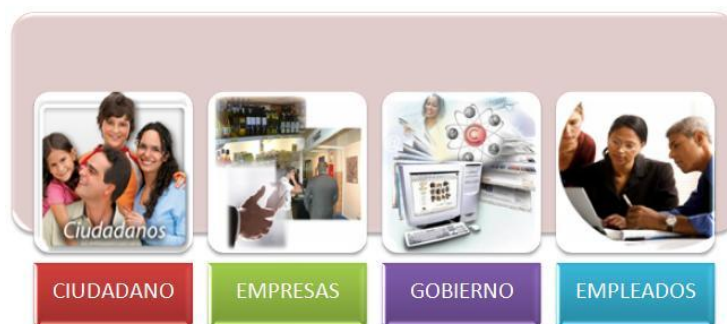 Ciudadanos
CIUDADANO
EMPRESAS
GOBIERNO
EMPLEADOS